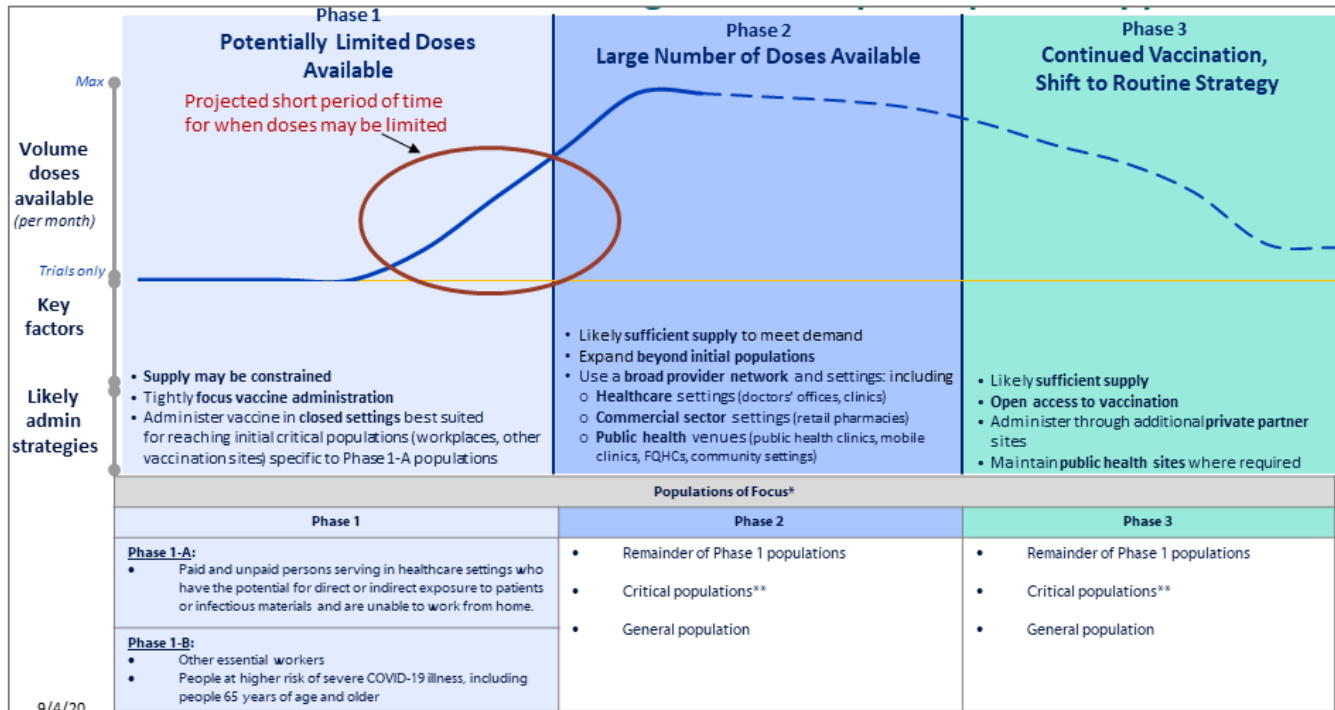 Phase 1
Potentially Limited Doses
Available
Projected short period of time
for when doses may be limited
Phase 2
Large Number of Doses Available
Phase 3
Continued Vaccination,
Shift to Routine Strategy
Max
Volume
doses
available
(per month)
Trials only
Key
factors
Likely
admin
strategies
• Supply may be constrained
• Tightly focus vaccine administration
• Administer vaccine in closed settings best suited
for reaching initial critical populations (workplaces, other
vaccination sites) specific to Phase 1-A populations
• Likely sufficient supply to meet demand
• Expand beyond initial populations
• Use a broad provider network and settings: including
o Healthcare settings (doctors' offices, clinics)
o Commercial sector settings (retail pharmacies)
o Public health venues (public health clinics, mobile
clinics, FQHCs, community settings)
• Likely sufficient supply
• Open access to vaccination
• Administer through additional private partner
sites
• Maintain public health sites where required
Populations of Focus*
Phase 1
Phase 2
Phase 3
Phase 1-A:
• Paid and unpaid persons serving in healthcare settings who
have the potential for direct or indirect exposure to patients
or infectious materials and are unable to work from home.
Phase 1-B:
• Other essential workers
• People at higher risk of severe COVID-19 illness, including
people 65 years of age and older
• Remainder of Phase 1 populations
• Critical populations**
• General population
• Remainder of Phase 1 populations
• Critical populations**
• General population
9/4/20